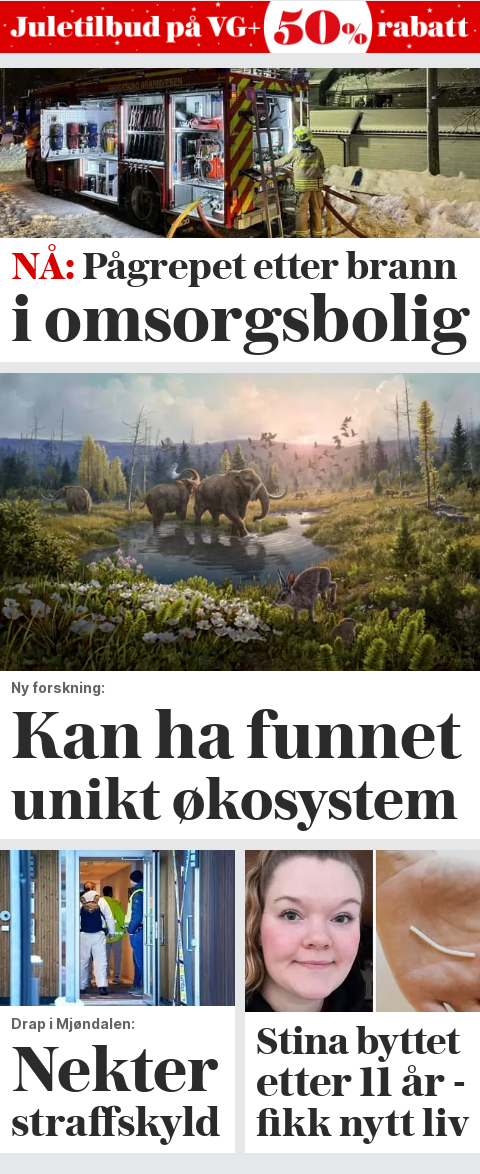 Juletilbud på VG+ 50% rabatt
NÅ: Pågrepet etter brann
i omsorgsbolig
Ny forskning:
Kan ha funnet
unikt økosystem
Drap i Mjøndalen:
Nekter
straffskyld
Stina byttet
etter 11 år -
fikk nytt liv